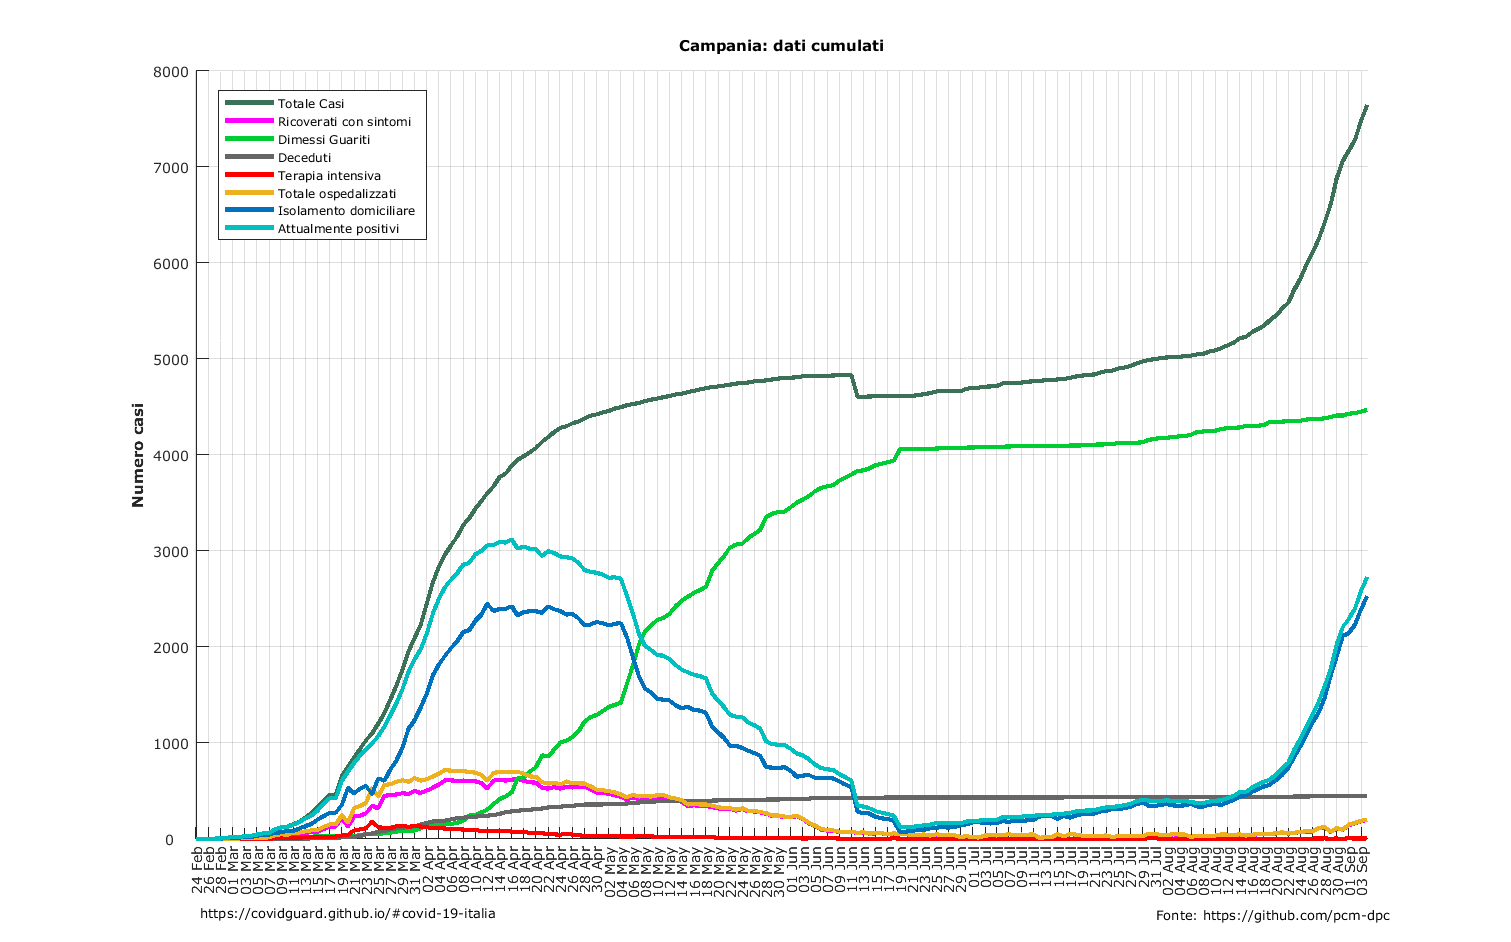 Campania: dati cumulati
8000
7000
6000
5000
4000
3000
2000
1000
0
Numero casi
Totale Casi
Ricoverati con sintomi
Dimessi Guariti
Deceduti
Terapia intensiva
Totale ospedalizzati
Isolamento domiciliare
Attualmente positivi
24 Feb
26 Feb
28 Feb
01 Mar
03 Mar
05 Mar
07 Mar
09 Mar
11 Mar
13 Mar
15 Mar
17 Mar
19 Mar
21 Mar
23 Mar
25 Mar
27 Mar
29 Mar
31 Mar
02 Apr
04 Apr
06 Apr
08 Apr
10 Apr
12 Apr
14 Apr
16 Apr
18 Apr
20 Apr
22 Apr
24 Apr
26 Apr
28 Apr
30 Apr
02 May
04 May
06 May
08 May
10 May
12 May
14 May
16 May
18 May
20 May
22 May
24 May
26 May
28 May
30 May
01 Jun
03 Jun
05 Jun
07 Jun
09 Jun
11 Jun
13 Jun
15 Jun
17 Jun
19 Jun
21 Jun
23 Jun
25 Jun
27 Jun
29 Jun
01 Jul
03 Jul
05 Jul
07 Jul
09 Jul
11 Jul
13 Jul
15 Jul
17 Jul
19 Jul
21 Jul
23 Jul
25 Jul
27 Jul
29 Jul
31 Jul
02 Aug
04 Aug
06 Aug
08 Aug
10 Aug
12 Aug
14 Aug
16 Aug
18 Aug
20 Aug
22 Aug
24 Aug
26 Aug
28 Aug
30 Aug
01 Sep
03 Sep
https://covidguard.github.io/#covid-19-italia
Fonte: https://github.com/pcm-dpc